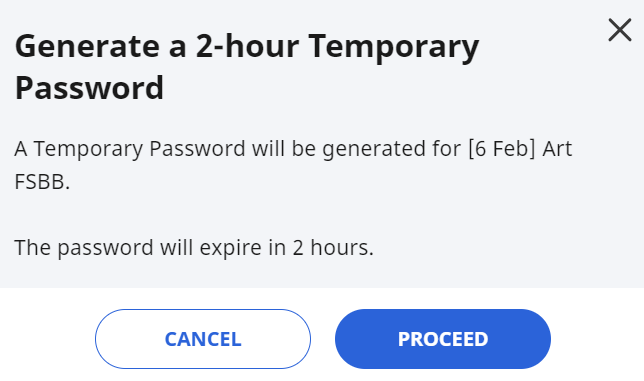 Generate a 2-hour Temporary
Password
A Temporary Password will be generated for [6 Feb] Art
FSBB.
The password will expire in 2 hours.
CANCEL
PROCEED